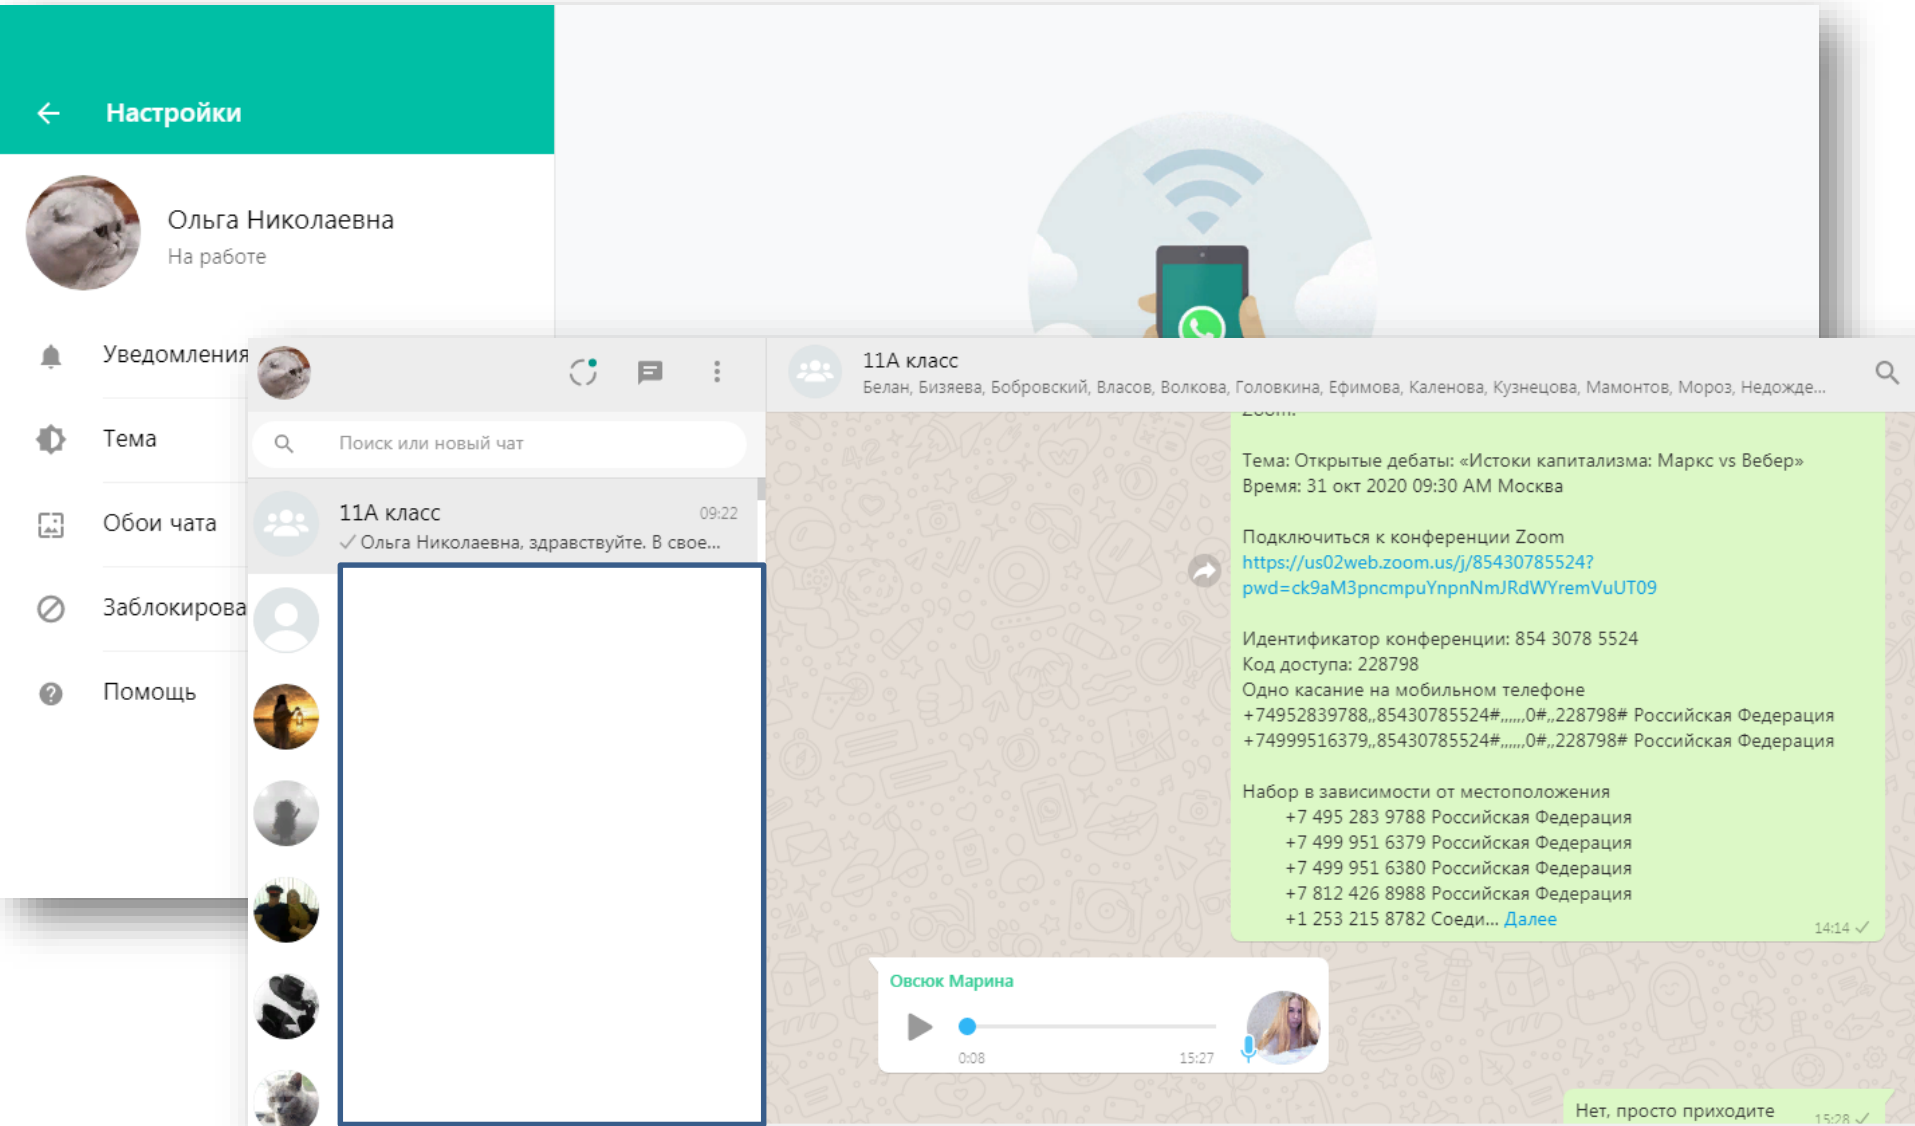 Настройки
Ольга Николаевна
На работе
Уведомления
Тема
Обои чата
Заблокирова
Помощь
Поиск или новый чат
11А класс
09:22
Ольга Николаевна, здравствуйте. В свое...
11А класс
Белан, Бизяева, Бобровский, Власов, Волкова, Головкина, Ефимова, Каленова, Кузнецова, Мамонтов, Мороз, Недожде...
Zoom.
Тема: Открытые дебаты: «Истоки капитализма: Маркс vs Вебер»
Время: 31 окт 2020 09:30 AM Москва
Подключиться к конференции Zoom
https://us02web.zoom.us/j/85430785524?
pwd=ck9aM3pncmpuYnpnNmJRdWYremVuUT09
Идентификатор конференции: 854 3078 5524
Код доступа: 228798
Одно касание на мобильном телефоне
+74952839788,,85430785524#,,,,,,0#,,228798# Российская Федерация
+74999516379,,85430785524#,,,,,,0#,,228798# Российская Федерация
Набор в зависимости от местоположения
+7 495 283 9788 Российская Федерация
+7 499 951 6379 Российская Федерация
+7 499 951 6380 Российская Федерация
+7 812 426 8988 Российская Федерация
+1 253 215 8782 Соеди... Далее
14:14
Овсюк Марина
0:08
15:27
Нет, просто приходите
15:28